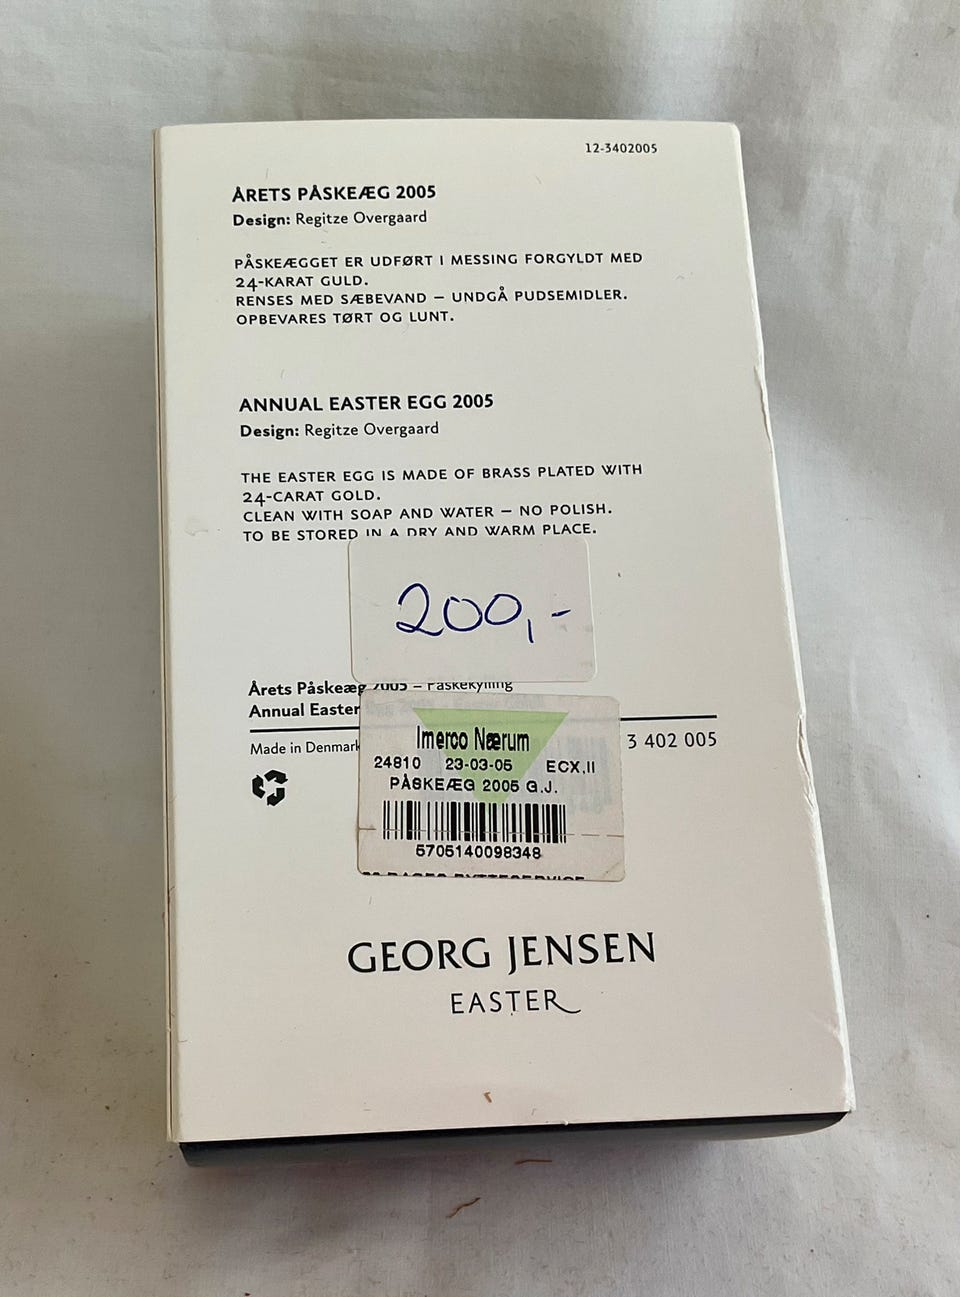 12-3402005
ÅRETS PÅSKEÆG 2005
Design: Regitze Overgaard
PÅSKEÆGGET ER UDFØRT I MESSING FORGYLDT MED
24-KARAT GULD.
RENSES MED SÆBEVAND – UNDGÅ PUDSEMIDLER.
OPBEVARES TØRT OG LUNT.
ANNUAL EASTER EGG 2005
Design: Regitze Overgaard
THE EASTER EGG IS MADE OF BRASS PLATED WITH
24-CARAT GOLD.
CLEAN WITH SOAP AND WATER – NO POLISH.
TO BE STORED IN A DRY AND WARM PLACE.
200,-
Årets Påskeæg 2005 – Påskekylling
Annual Easter
Made in Denmark
3 402 005
Imerco Nærum
24810 23-03-05 ECX,II
PÅSKEÆG 2005 G.J.
5705140098348
GEORG JENSEN
EASTER